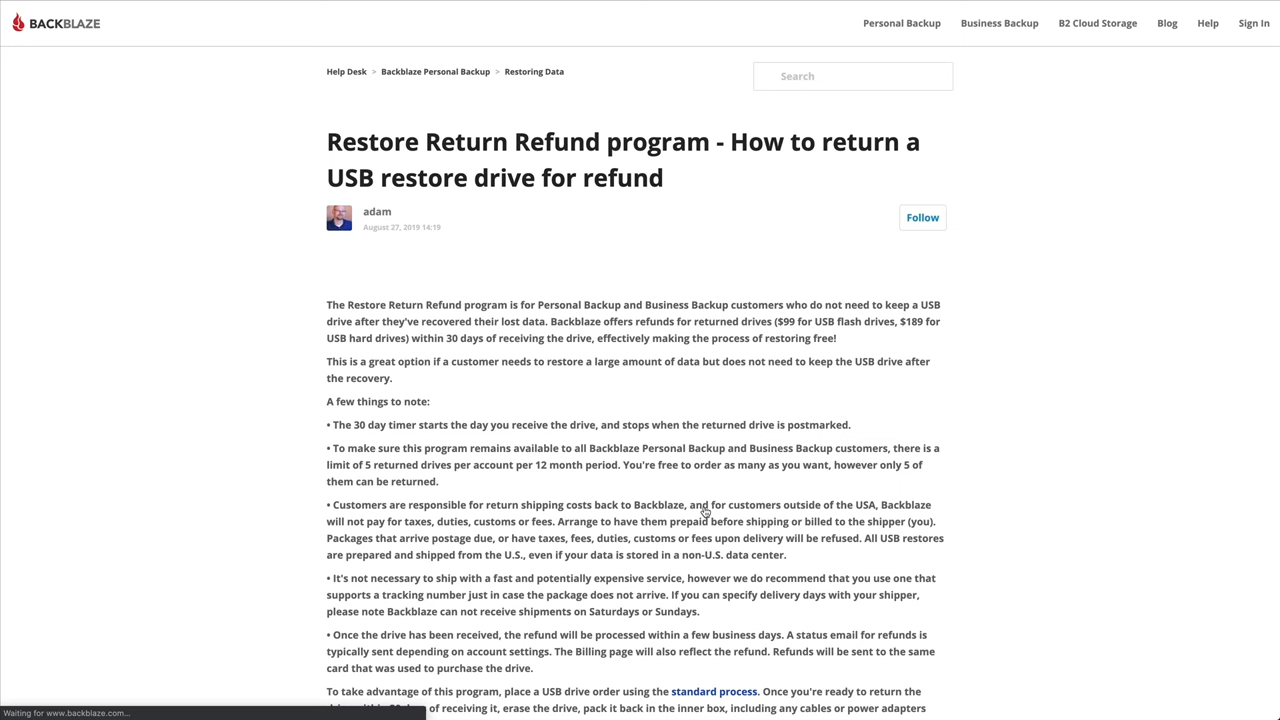 BACKBLAZE
Personal Backup
Business Backup
B2 Cloud Storage
Blog
Help
Sign In
Help Desk > Backblaze Personal Backup > Restoring Data
Search
Restore Return Refund program - How to return a
USB restore drive for refund
adam
August 27, 2019 14:19
Follow
The Restore Return Refund program is for Personal Backup and Business Backup customers who do not need to keep a USB
drive after they've recovered their lost data. Backblaze offers refunds for returned drives ($99 for USB flash drives, $189 for
USB hard drives) within 30 days of receiving the drive, effectively making the process of restoring free!
This is a great option if a customer needs to restore a large amount of data but does not need to keep the USB drive after
the recovery.
A few things to note:
• The 30 day timer starts the day you receive the drive, and stops when the returned drive is postmarked.
• To make sure this program remains available to all Backblaze Personal Backup and Business Backup customers, there is a
limit of 5 returned drives per account per 12 month period. You're free to order as many as you want, however only 5 of
them can be returned.
• Customers are responsible for return shipping costs back to Backblaze, and for customers outside of the USA, Backblaze
will not pay for taxes, duties, customs or fees. Arrange to have them prepaid before shipping or billed to the shipper (you).
Packages that arrive postage due, or have taxes, fees, duties, customs or fees upon delivery will be refused. All USB restores
are prepared and shipped from the U.S., even if your data is stored in a non-U.S. data center.
• It's not necessary to ship with a fast and potentially expensive service, however we do recommend that you use one that
supports a tracking number just in case the package does not arrive. If you can specify delivery days with your shipper,
please note Backblaze can not receive shipments on Saturdays or Sundays.
• Once the drive has been received, the refund will be processed within a few business days. A status email for refunds is
typically sent depending on account settings. The Billing page will also reflect the refund. Refunds will be sent to the same
card that was used to purchase the drive.
To take advantage of this program, place a USB drive order using the standard process. Once you're ready to return the
of receiving it, erase the drive, pack it back in the inner box, including any cables or power adapters
Waiting for www.backblaze.com...